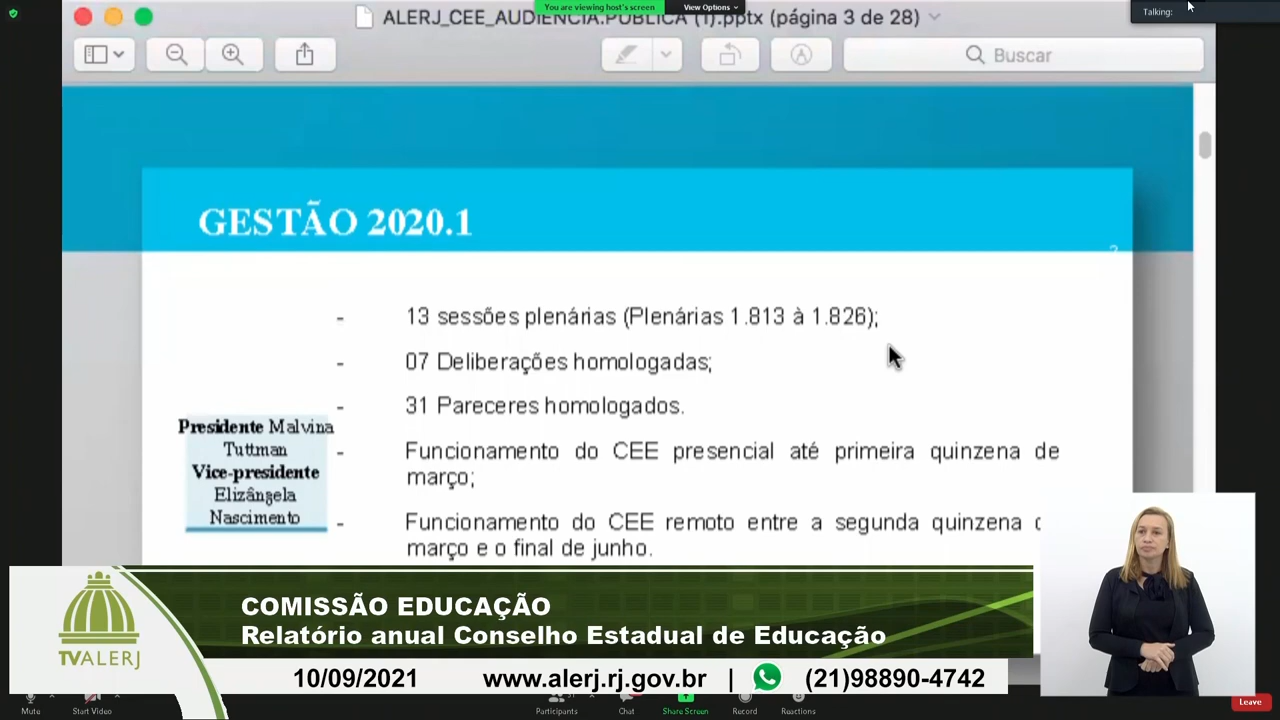 You are viewing host's screen
View Options
Talking:
ALERJ_CEE_AUDIENCIA.PUBLICA (1).pptx (página 3 de 28)
Buscar
GESTÃO 2020.1
- 13 sessões plenárias (Plenárias 1.813 à 1.826);
- 07 Deliberações homologadas;
- 31 Pareceres homologados.
Presidente Malvina
Tuttman
Vice-presidente
Elizângela
Nascimento
- Funcionamento do CEE presencial até primeira quinzena de
março;
- Funcionamento do CEE remoto entre a segunda quinzena
março e o final de junho.
COMISSÃO EDUCAÇÃO
Relatório anual Conselho Estadual de Educação
TVALERJ
10/09/2021 www.alerj.rj.gov.br | (21)98890-4742
Mute
Start Video
Participants
Chat
Share Screen
Record
Reactions
Leave